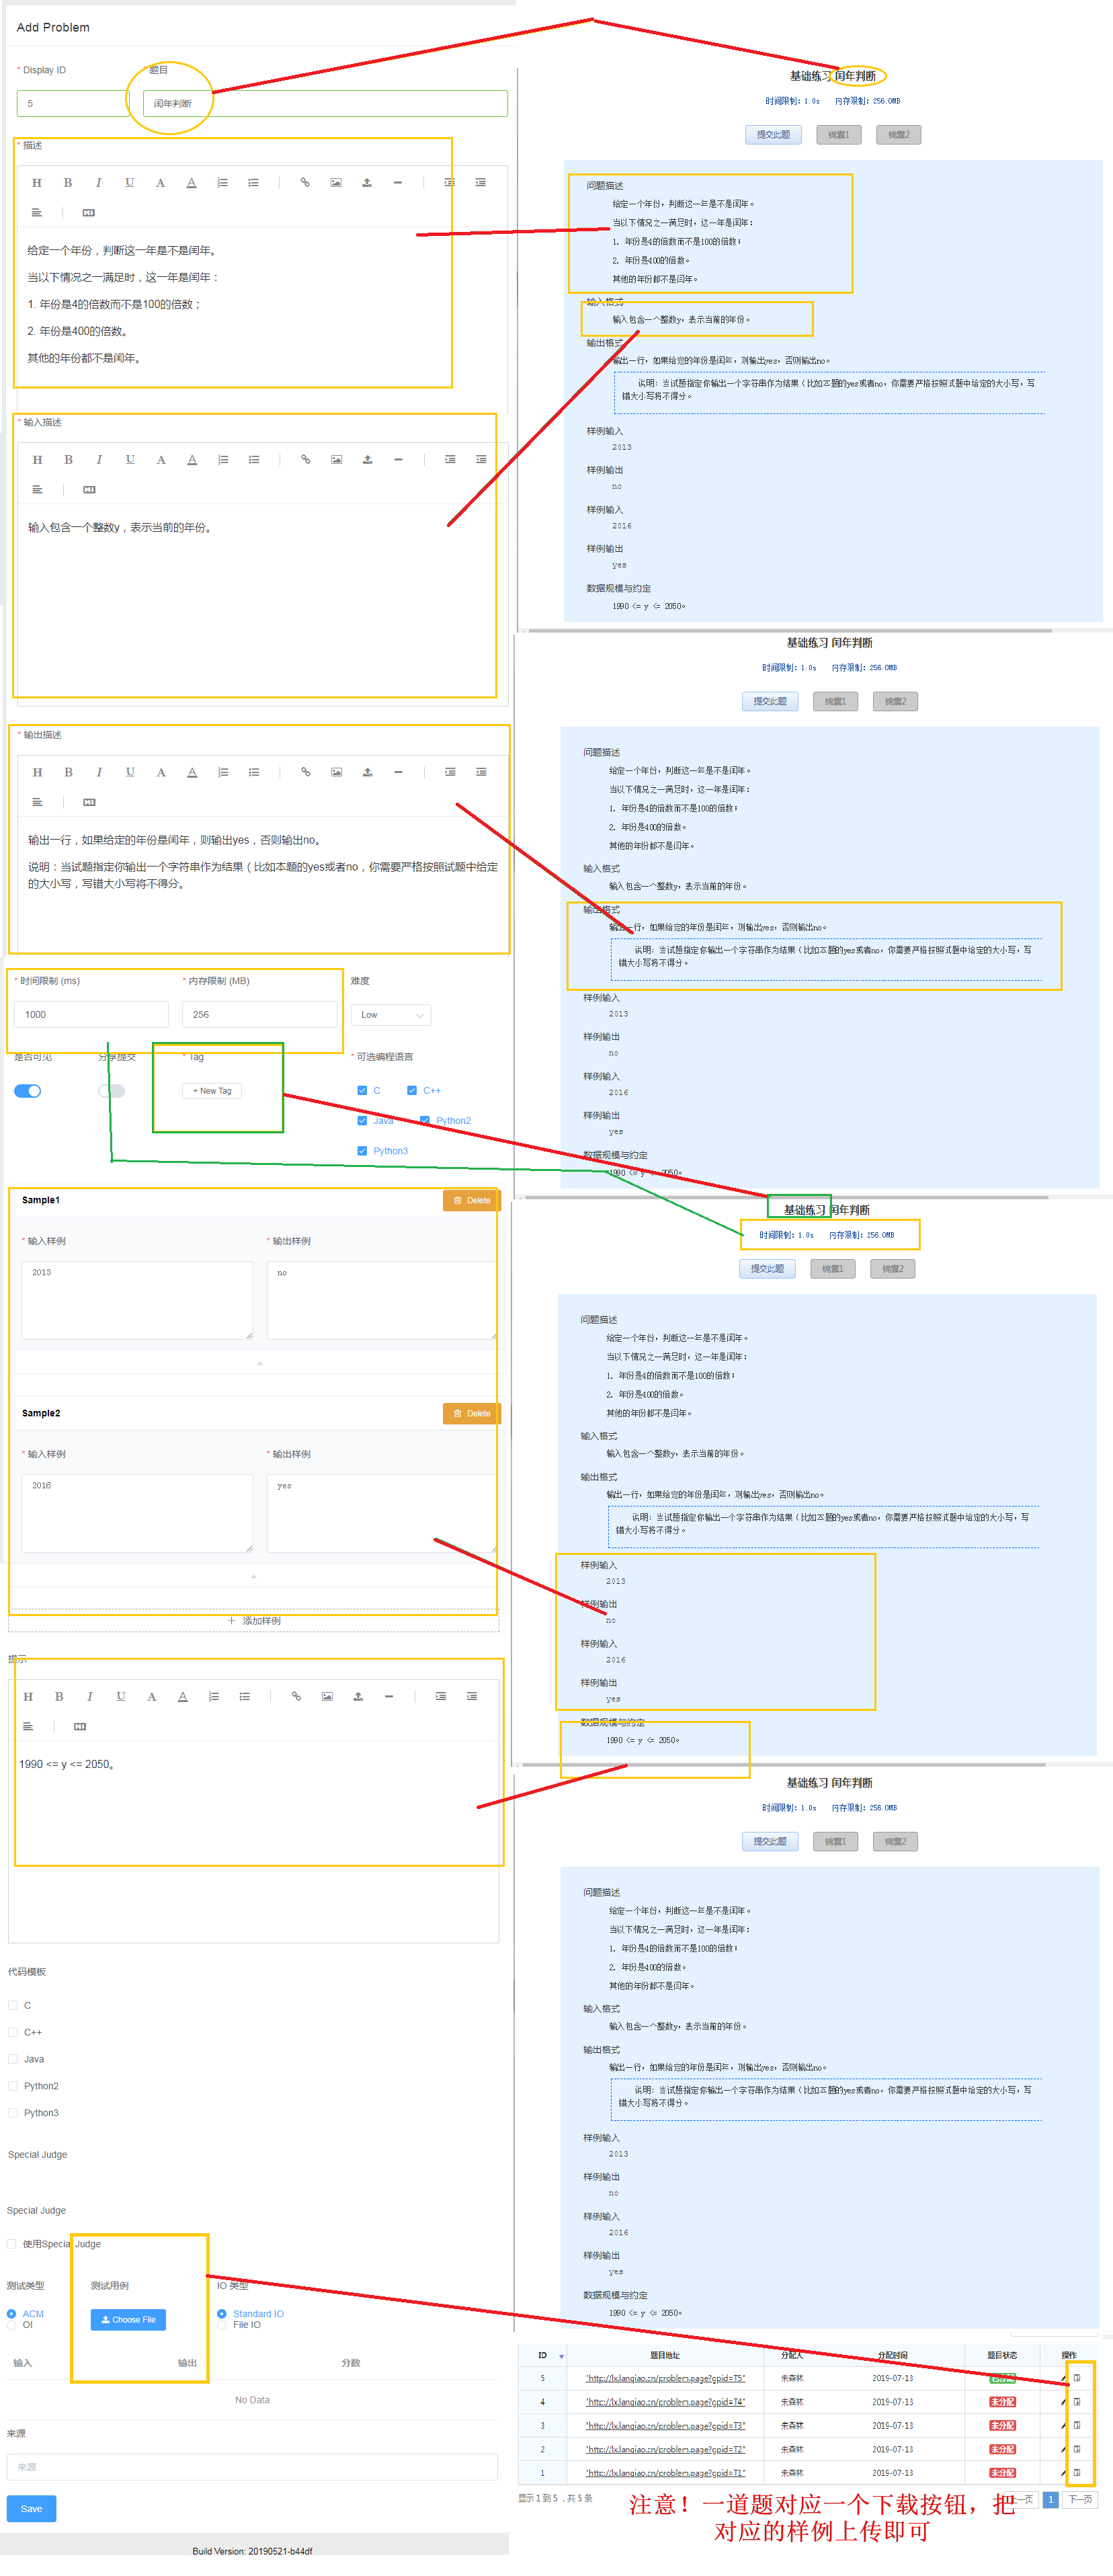 Add Problem
* Display ID
* 题目
5
闰年判断
* 描述
H B I U A A
给定一个年份，判断这一年是不是闰年。
当以下情况之一满足时，这一年是闰年：
1. 年份是4的倍数而不是100的倍数；
2. 年份是400的倍数。
其他的年份都不是闰年。
* 输入描述
H B I U A A
输入包含一个整数y，表示当前的年份。
* 输出描述
H B I U A A
输出一行，如果给定的年份是闰年，则输出yes，否则输出no。
说明：当试题指定你输出一个字符串作为结果（比如本题的yes或者no，你需要严格按照试题中给定
的大小写，写错大小写将不得分。
* 时间限制 (ms)
* 内存限制 (MB)
难度
1000
256
Low
是否可见
分享提交
* Tag
* 可选编程语言
+ New Tag
C
C++
Java
Python2
Python3
Sample1
Delete
* 输入样例
* 输出样例
2013
no
Sample2
Delete
* 输入样例
* 输出样例
2016
yes
+ 添加样例
提示
H B I U A A
1990 <= y <= 2050。
代码模板
C
C++
Java
Python2
Python3
Special Judge
Special Judge
使用Special Judge
测试类型
测试用例
IO 类型
ACM
OI
Choose File
Standard IO
File IO
输入
输出
分数
No Data
来源
来源
Save
Build Version: 20190521-b44df
基础练习 闰年判断
时间限制：1.0s 内存限制：256.0MB
提交此题
锦囊1
锦囊2
问题描述
给定一个年份，判断这一年是不是闰年。
当以下情况之一满足时，这一年是闰年：
1. 年份是4的倍数而不是100的倍数；
2. 年份是400的倍数。
其他的年份都不是闰年。
输入格式
输入包含一个整数y，表示当前的年份。
输出格式
输出一行，如果给定的年份是闰年，则输出yes，否则输出no。
说明：当试题指定你输出一个字符串作为结果（比如本题的yes或者no，你需要严格按照试题中给定的大小写，写
错大小写将不得分。
样例输入
2013
样例输出
no
样例输入
2016
样例输出
yes
数据规模与约定
1990 <= y <= 2050。
基础练习 闰年判断
时间限制：1.0s 内存限制：256.0MB
提交此题
锦囊1
锦囊2
问题描述
给定一个年份，判断这一年是不是闰年。
当以下情况之一满足时，这一年是闰年：
1. 年份是4的倍数而不是100的倍数；
2. 年份是400的倍数。
其他的年份都不是闰年。
输入格式
输入包含一个整数y，表示当前的年份。
输出格式
输出一行，如果给定的年份是闰年，则输出yes，否则输出no。
说明：当试题指定你输出一个字符串作为结果（比如本题的yes或者no，你需要严格按照试题中给定的大小写，写
错大小写将不得分。
样例输入
2013
样例输出
no
样例输入
2016
样例输出
yes
数据规模与约定
1990 <= y <= 2050。
基础练习 闰年判断
时间限制：1.0s 内存限制：256.0MB
提交此题
锦囊1
锦囊2
问题描述
给定一个年份，判断这一年是不是闰年。
当以下情况之一满足时，这一年是闰年：
1. 年份是4的倍数而不是100的倍数；
2. 年份是400的倍数。
其他的年份都不是闰年。
输入格式
输入包含一个整数y，表示当前的年份。
输出格式
输出一行，如果给定的年份是闰年，则输出yes，否则输出no。
说明：当试题指定你输出一个字符串作为结果（比如本题的yes或者no，你需要严格按照试题中给定的大小写，写
错大小写将不得分。
样例输入
2013
样例输出
no
样例输入
2016
样例输出
yes
数据规模与约定
1990 <= y <= 2050。
基础练习 闰年判断
时间限制：1.0s 内存限制：256.0MB
提交此题
锦囊1
锦囊2
问题描述
给定一个年份，判断这一年是不是闰年。
当以下情况之一满足时，这一年是闰年：
1. 年份是4的倍数而不是100的倍数；
2. 年份是400的倍数。
其他的年份都不是闰年。
输入格式
输入包含一个整数y，表示当前的年份。
输出格式
输出一行，如果给定的年份是闰年，则输出yes，否则输出no。
说明：当试题指定你输出一个字符串作为结果（比如本题的yes或者no，你需要严格按照试题中给定的大小写，写
错大小写将不得分。
样例输入
2013
样例输出
no
样例输入
2016
样例输出
yes
数据规模与约定
1990 <= y <= 2050。
ID 题目地址 分配人 分配时间 题目状态 操作
5 "http://lx.lanqiao.cn/problem.page?gpid=T5" 朱森林 2019-07-13
4 "http://lx.lanqiao.cn/problem.page?gpid=T4" 朱森林 2019-07-13 未分配
3 "http://lx.lanqiao.cn/problem.page?gpid=T3" 朱森林 2019-07-13 未分配
2 "http://lx.lanqiao.cn/problem.page?gpid=T2" 朱森林 2019-07-13 未分配
1 "http://lx.lanqiao.cn/problem.page?gpid=T1" 朱森林 2019-07-13 未分配
显示 1 到 5 ，共 5 条
上一页 1 下一页
注意！一道题对应一个下载按钮，把
对应的样例上传即可